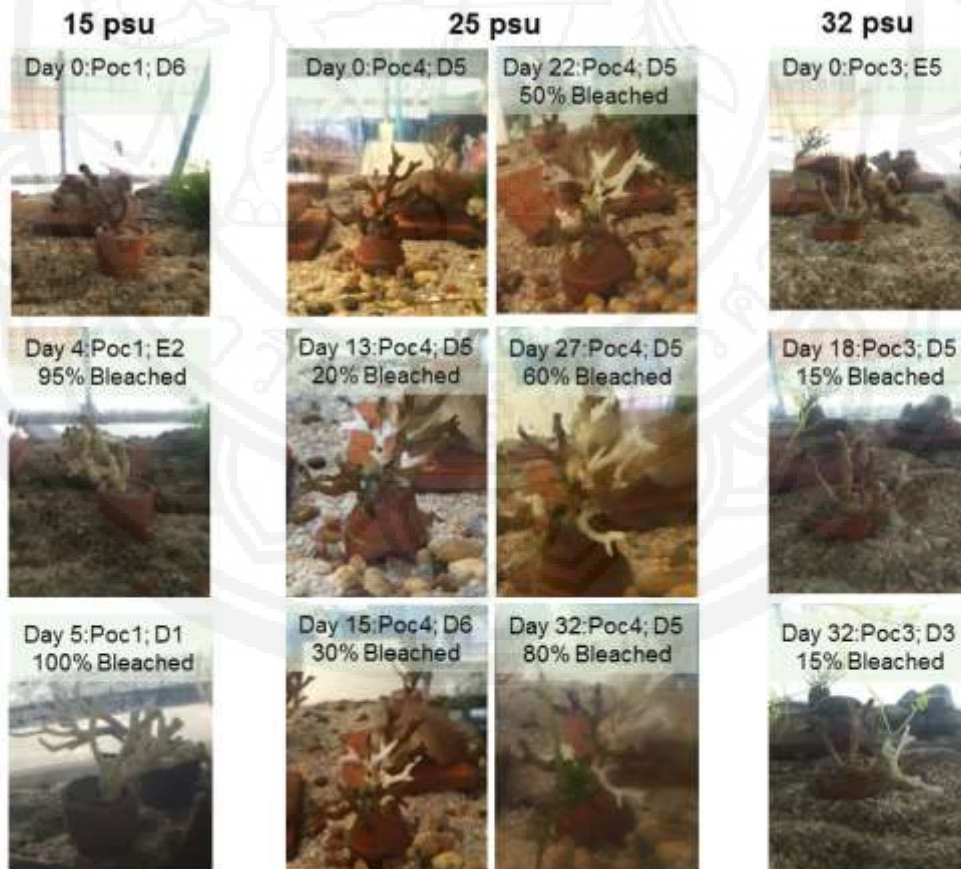 15 psu
25 psu
32 psu
Day 0:Poc1; D6
Day 0:Poc4; D5
Day 22:Poc4; D5
50% Bleached
Day 0:Poc3; E5
Day 4:Poc1; E2
95% Bleached
Day 13:Poc4; D5
20% Bleached
Day 27:Poc4; D5
60% Bleached
Day 18:Poc3; D5
15% Bleached
Day 5:Poc1; D1
100% Bleached
Day 15:Poc4; D6
30% Bleached
Day 32:Poc4; D5
80% Bleached
Day 32:Poc3; D3
15% Bleached